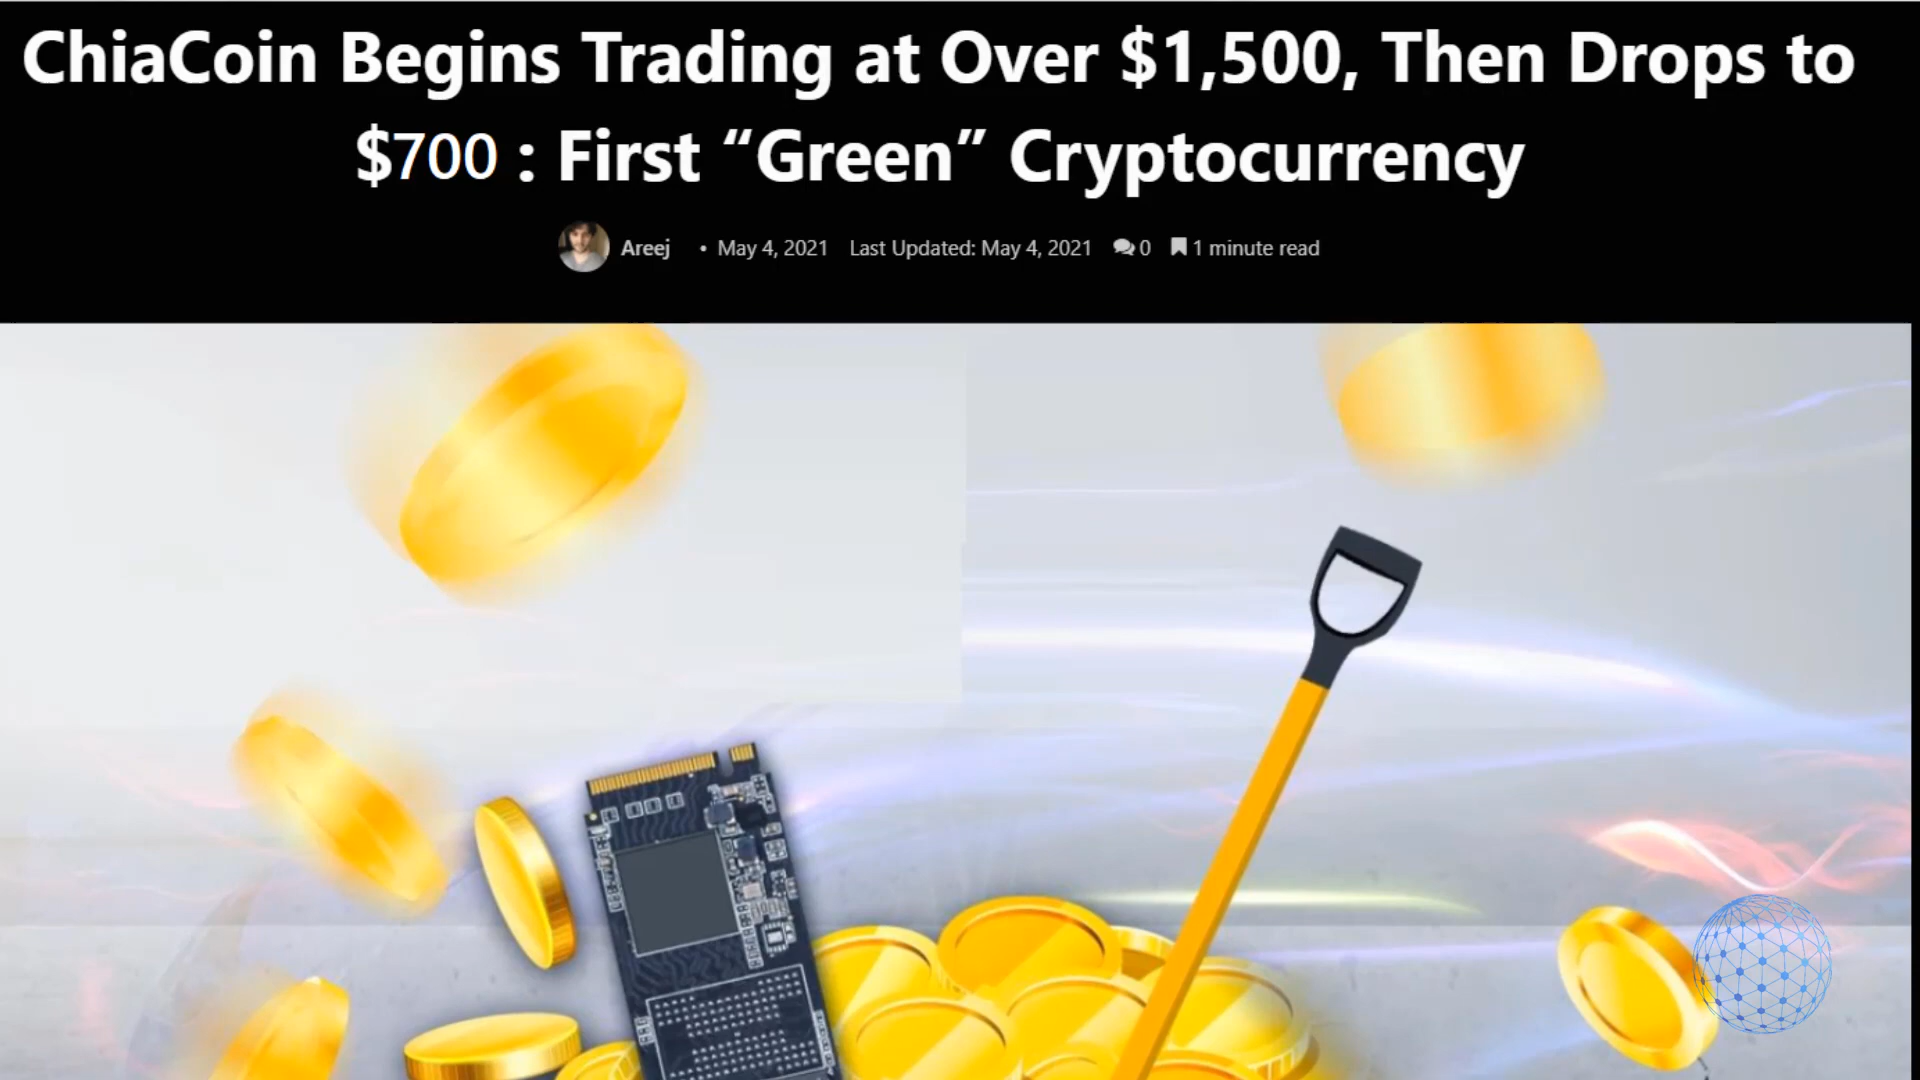 ChiaCoin Begins Trading at Over $1,500, Then Drops to
$700 : First “Green” Cryptocurrency
Areej • May 4, 2021 Last Updated: May 4, 2021 0 1 minute read